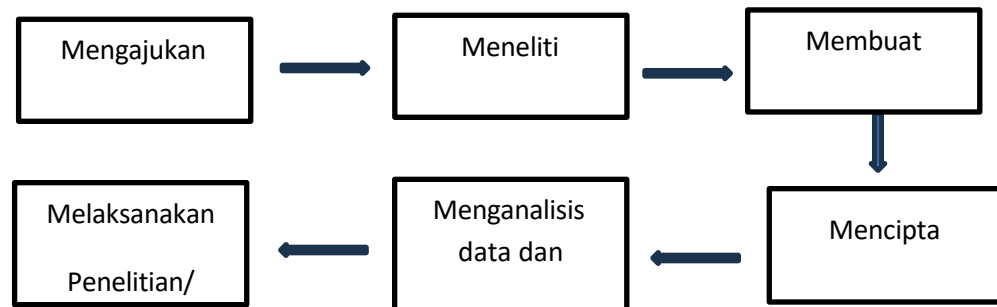 Mengajukan
Meneliti
Membuat
Mencipta
Menganalisis
data dan
Melaksanakan
Penelitian/